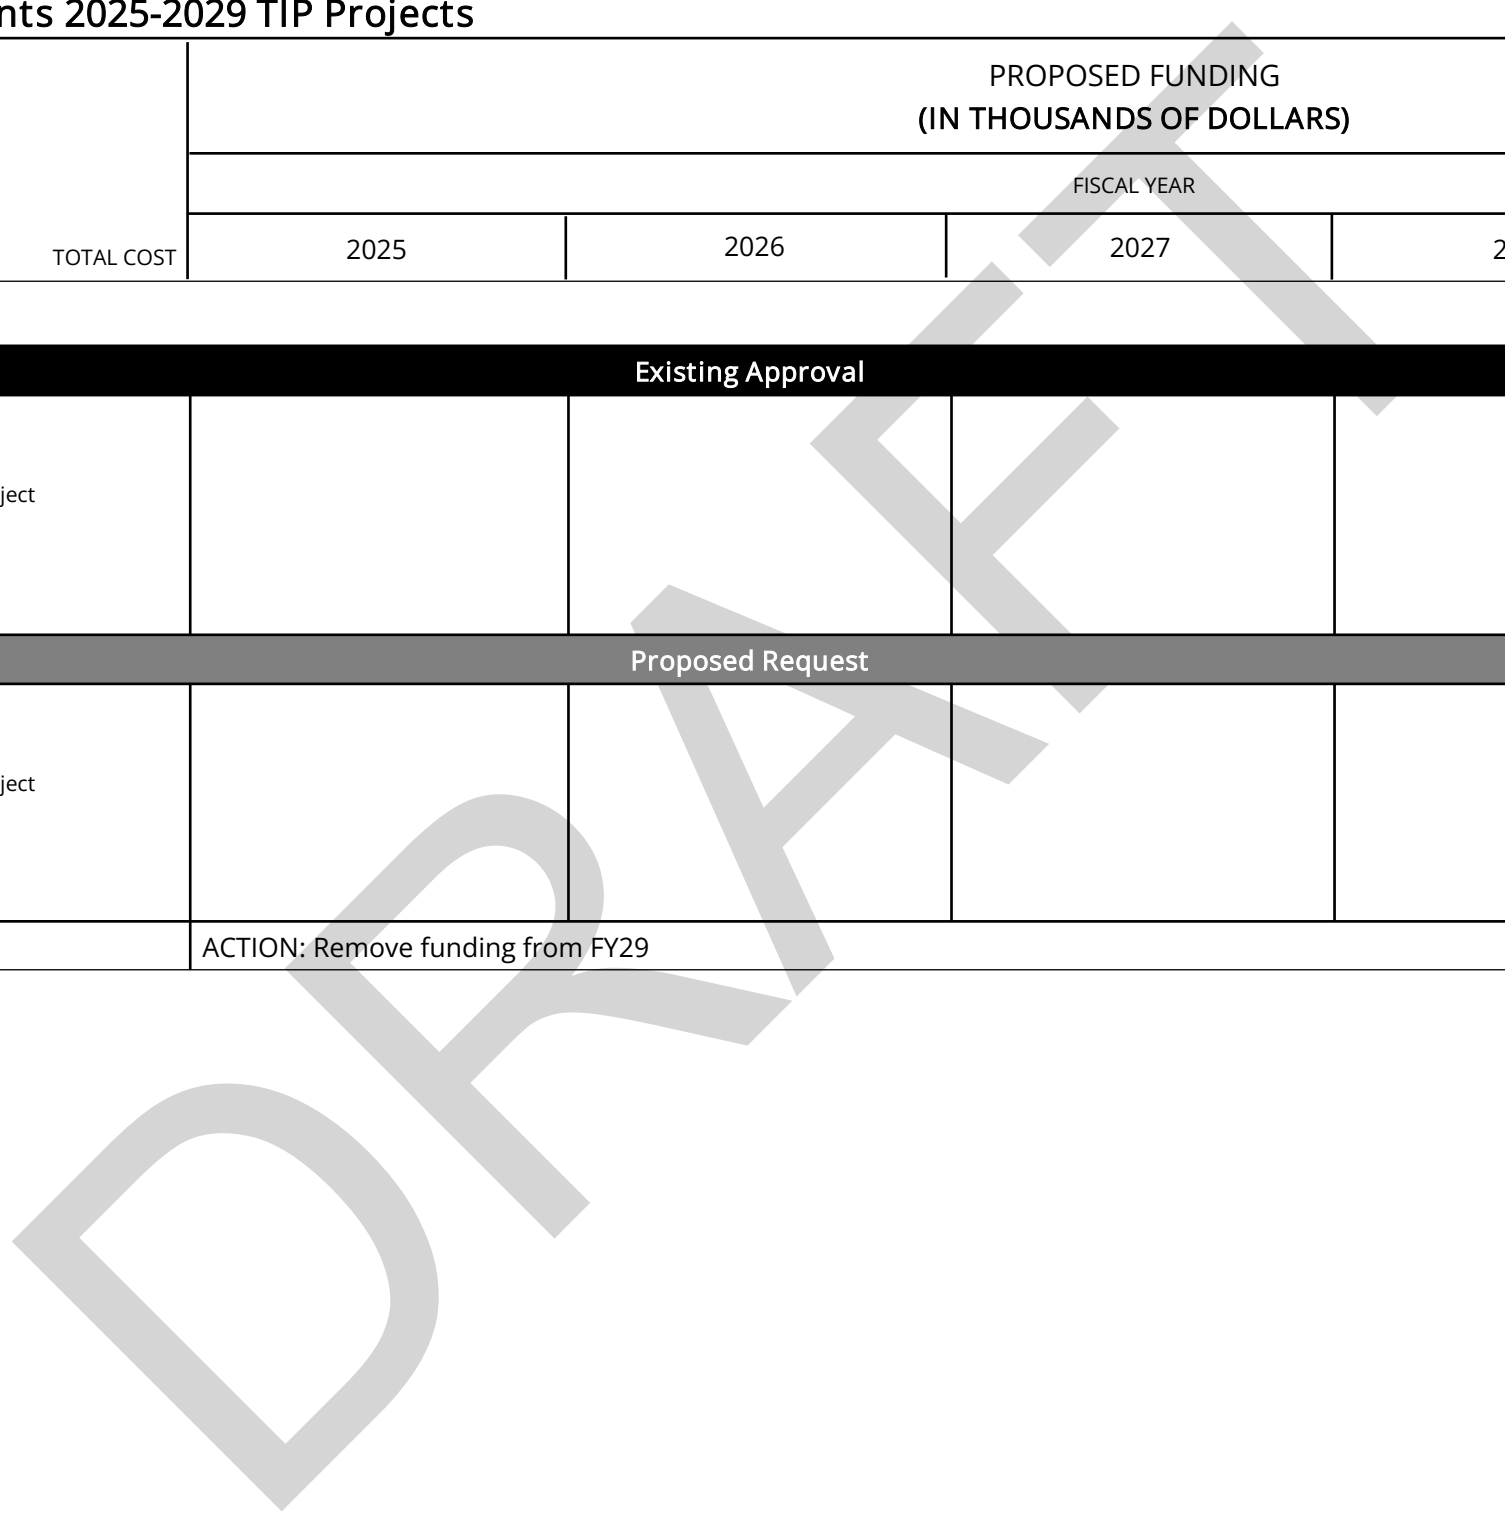 nts 2025-2029 TIP Projects
PROPOSED FUNDING
(IN THOUSANDS OF DOLLARS)
FISCAL YEAR
TOTAL COST 2025 2026 2027 2
Existing Approval
ject
Proposed Request
ject
ACTION: Remove funding from FY29
DRAFT